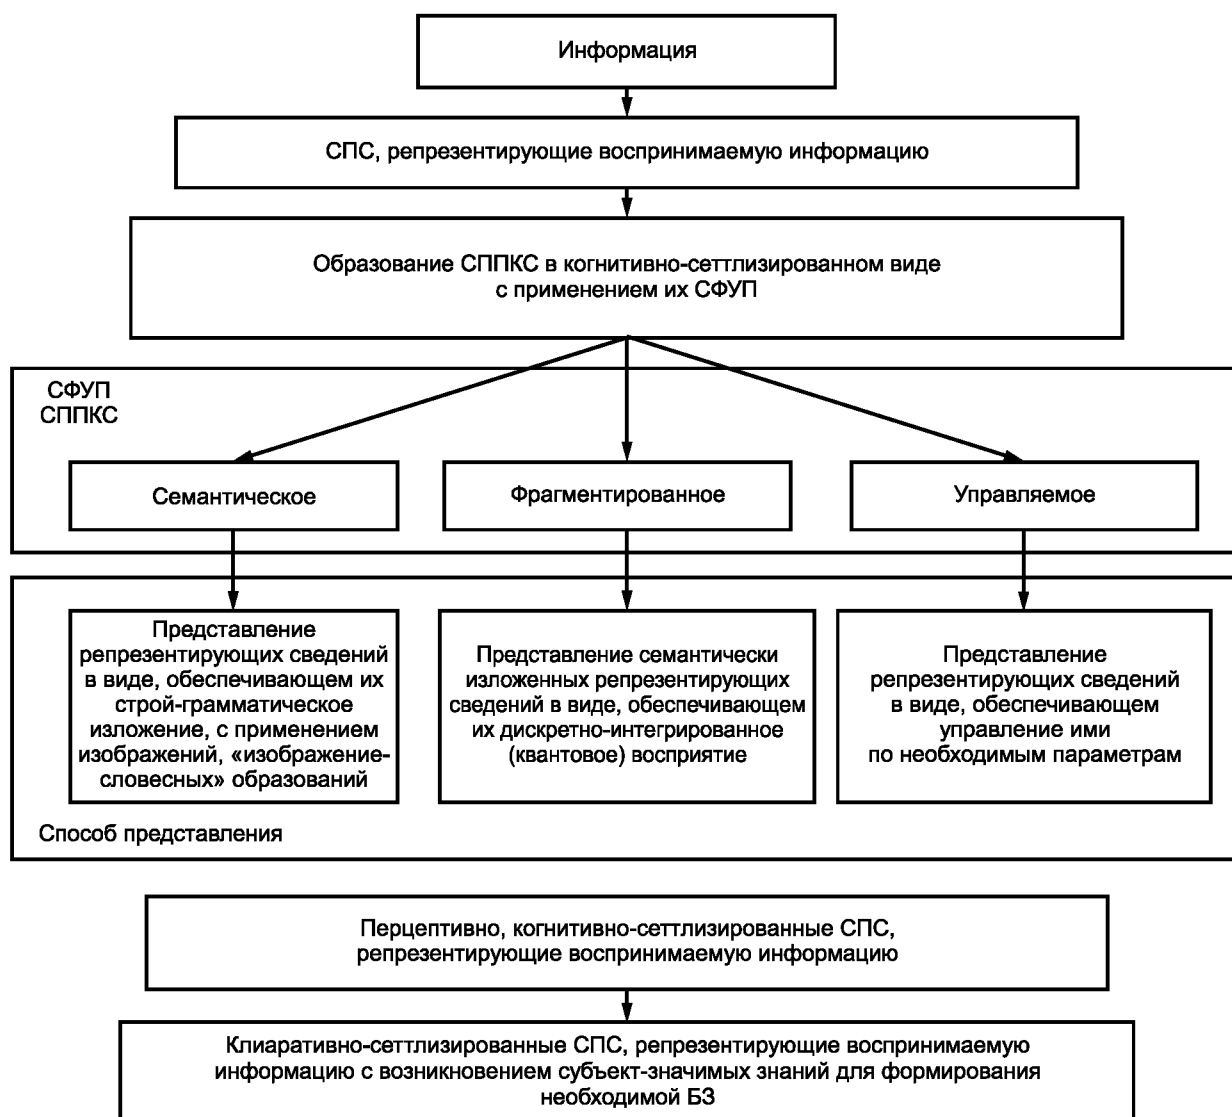 Информация
СПС, репрезентирующие воспринимаемую информацию
Образование СППКС в когнитивно-сеттлизированном виде
с применением их СФУП
СФУП
СППКС
Семантическое
Фрагментированное
Управляемое
Представление
репрезентирующих сведений
в виде, обеспечивающем их
строй-грамматическое
изложение, с применением
изображений, «изображение-
словесных» образований
Представление семантически
изложенных репрезентирующих
сведений в виде, обеспечивающем
их дискретно-интегрированное
(квантовое) восприятие
Представление
репрезентирующих сведений
в виде, обеспечивающем
управление ими
по необходимым параметрам
Способ представления
Перцептивно, когнитивно-сеттлизированные СПС,
репрезентирующие воспринимаемую информацию
Клиаративно-сеттлизированные СПС, репрезентирующие воспринимаемую
информацию с возникновением субъект-значимых знаний для формирования
необходимой БЗ